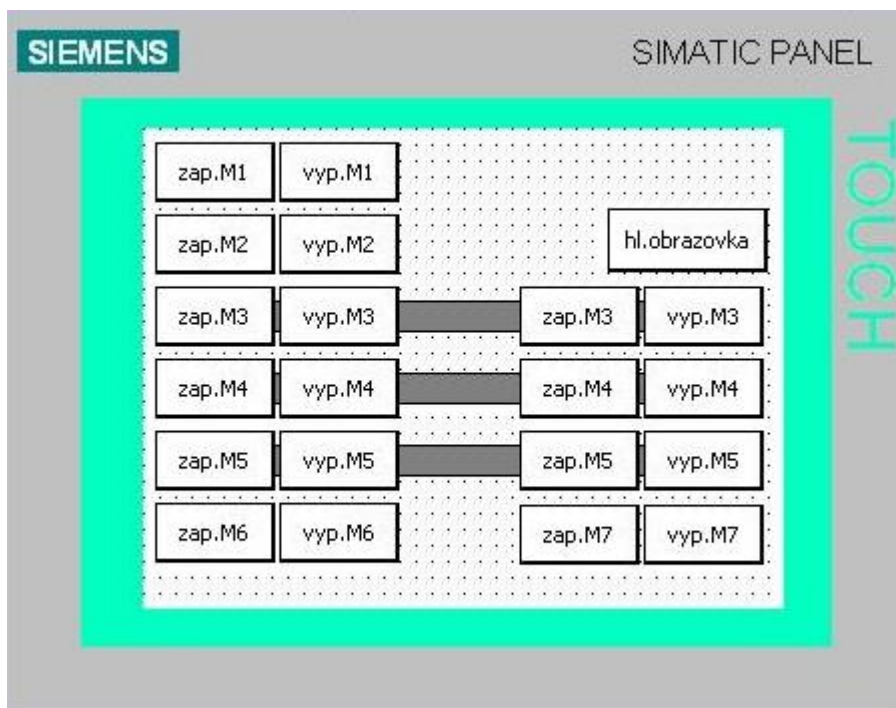 SIEMENS SIMATIC PANEL
TOUCH
zap.M1 vyp.M1
hl.obrazovka
zap.M2 vyp.M2
zap.M3 vyp.M3 zap.M3 vyp.M3
zap.M4 vyp.M4 zap.M4 vyp.M4
zap.M5 vyp.M5 zap.M5 vyp.M5
zap.M6 vyp.M6 zap.M7 vyp.M7